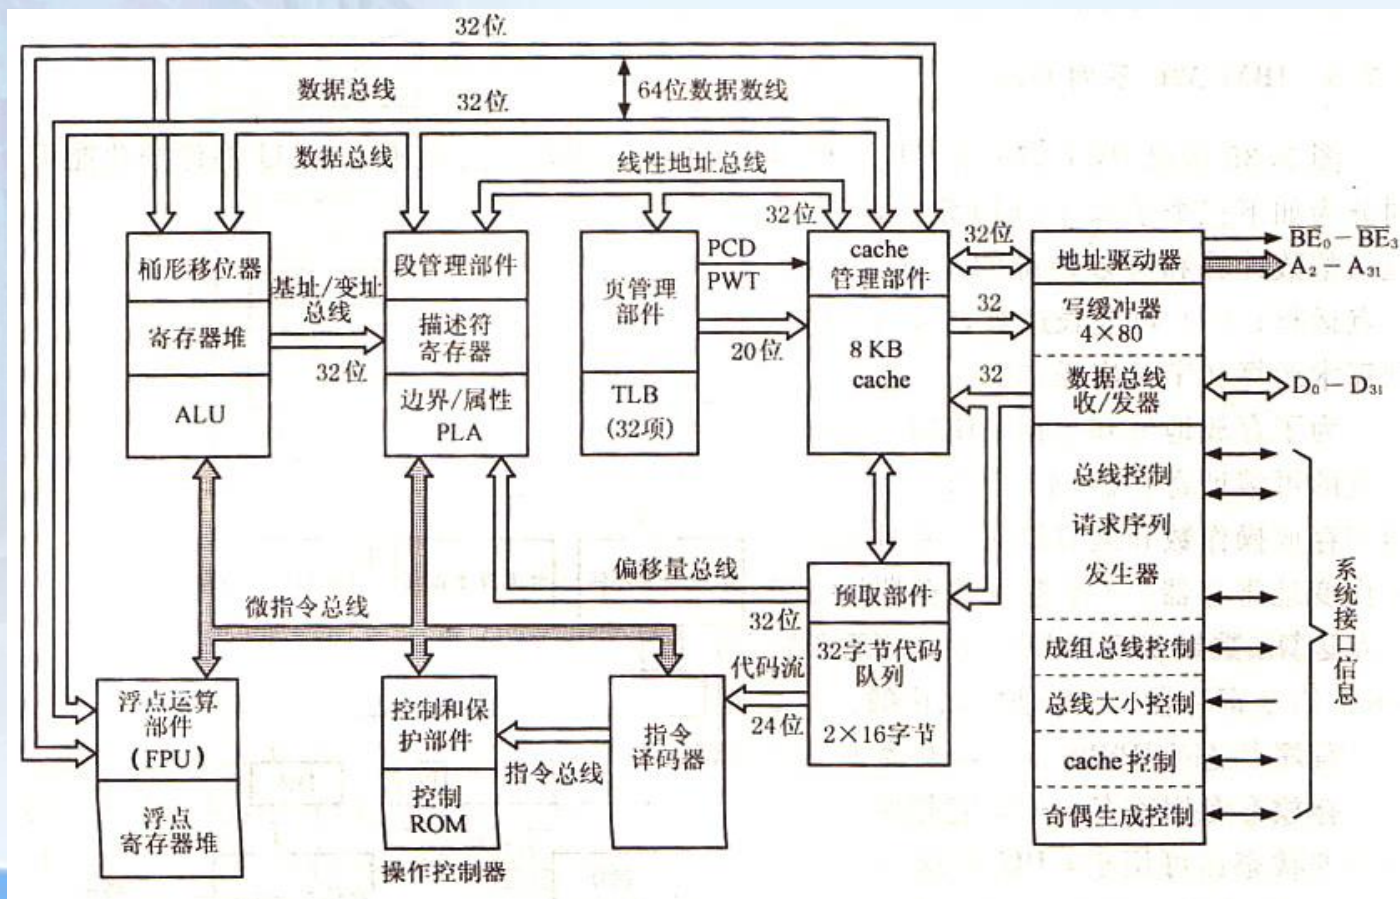 32位
数据总线
64位数据数线
32位
数据总线
线性地址总线
32位
桶形移位器
寄存器堆
ALU
基址/变址
总线
32位
段管理部件
描述符
寄存器
边界/属性
PLA
页管理
部件
TLB
(32项)
PCD
PWT
20位
cache
管理部件
8 KB
cache
32位
32
32
地址驱动器
写缓冲器
4×80
数据总线
收/发器
总线控制
请求序列
发生器
成组总线控制
总线大小控制
cache 控制
奇偶生成控制
BE₀－BE₃
A₂－A₃₁
D₀－D₃₁
系统接口信息
偏移量总线
32位
微指令总线
预取部件
32字节代码
队列
2×16字节
代码流
24位
浮点运算
部件
(FPU)
浮点
寄存器堆
控制和保
护部件
控制
ROM
操作控制器
指令总线
指令
译码器